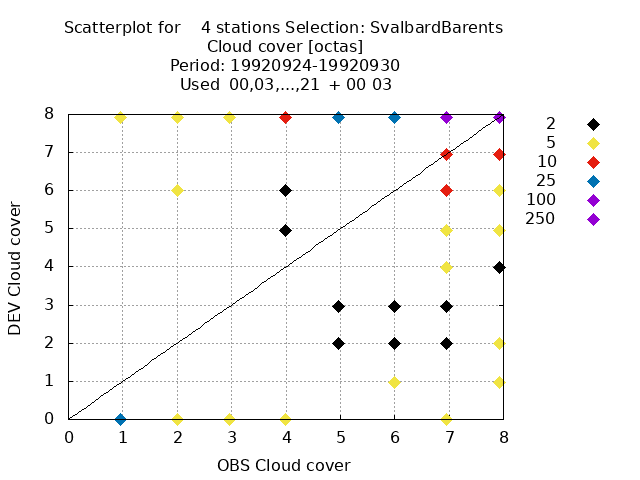 Scatterplot for    4 stations Selection: SvalbardBarents
Cloud cover [octas]
Period: 19920924-19920930
Used  00,03,...,21  + 00 03
8
7
6
5
4
3
2
1
0
DEV Cloud cover
0 1 2 3 4 5 6 7 8
OBS Cloud cover
2
5
10
25
100
250